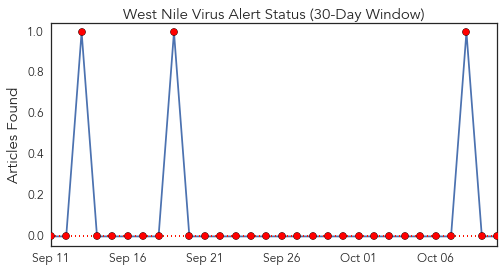 West Nile Virus Alert Status (30-Day Window)
Articles Found
1.0
0.8
0.6
0.4
0.2
0.0
Sep 11 Sep 16 Sep 21 Sep 26 Oct 01 Oct 06